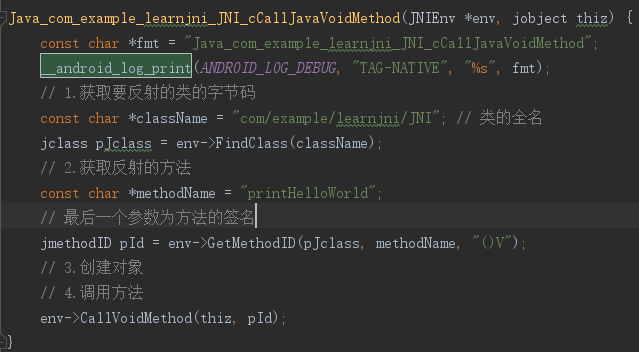 Java_com_example_learnjni_JNI_cCallJavaVoidMethod(JNIEnv *env, jobject thiz) {
const char *fmt = "Java_com_example_learnjni_JNI_cCallJavaVoidMethod";
__android_log_print(ANDROID_LOG_DEBUG, "TAG-NATIVE", "%s", fmt);
// 1.获取要反射的类的字节码
const char *className = "com/example/learnjni/JNI"; // 类的全名
jclass pJclass = env->FindClass(className);
// 2.获取反射的方法
const char *methodName = "printHelloWorld";
// 最后一个参数为方法的签名
jmethodID pId = env->GetMethodID(pJclass, methodName, "()V");
// 3.创建对象
// 4.调用方法
env->CallVoidMethod(thiz, pId);
}